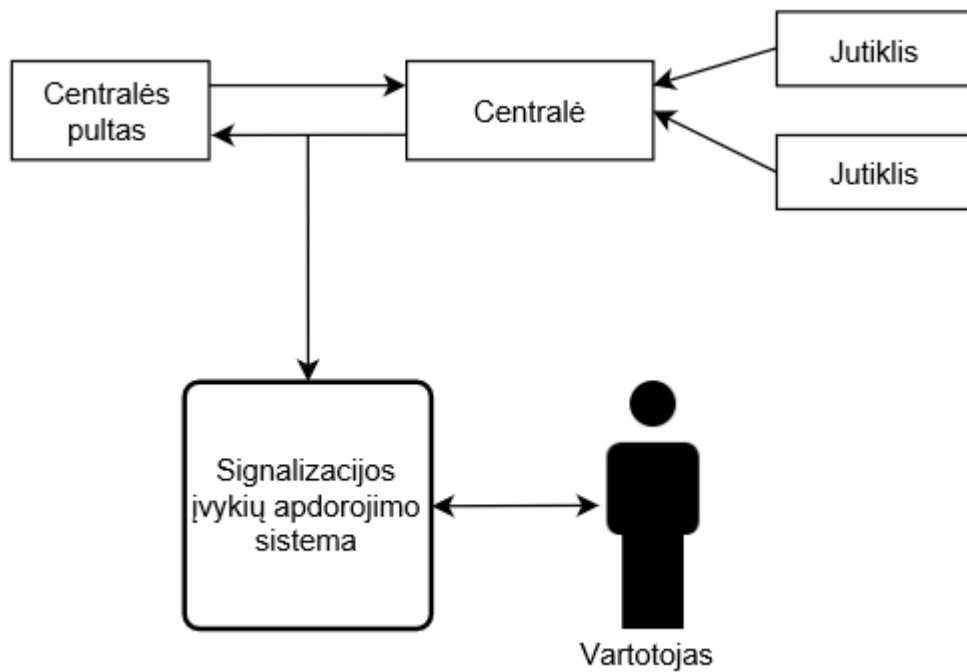 Centralės
pultas
Centralė
Jutiklis
Jutiklis
Signalizacijos
įvykių apdorojimo
sistema
Vartotojas